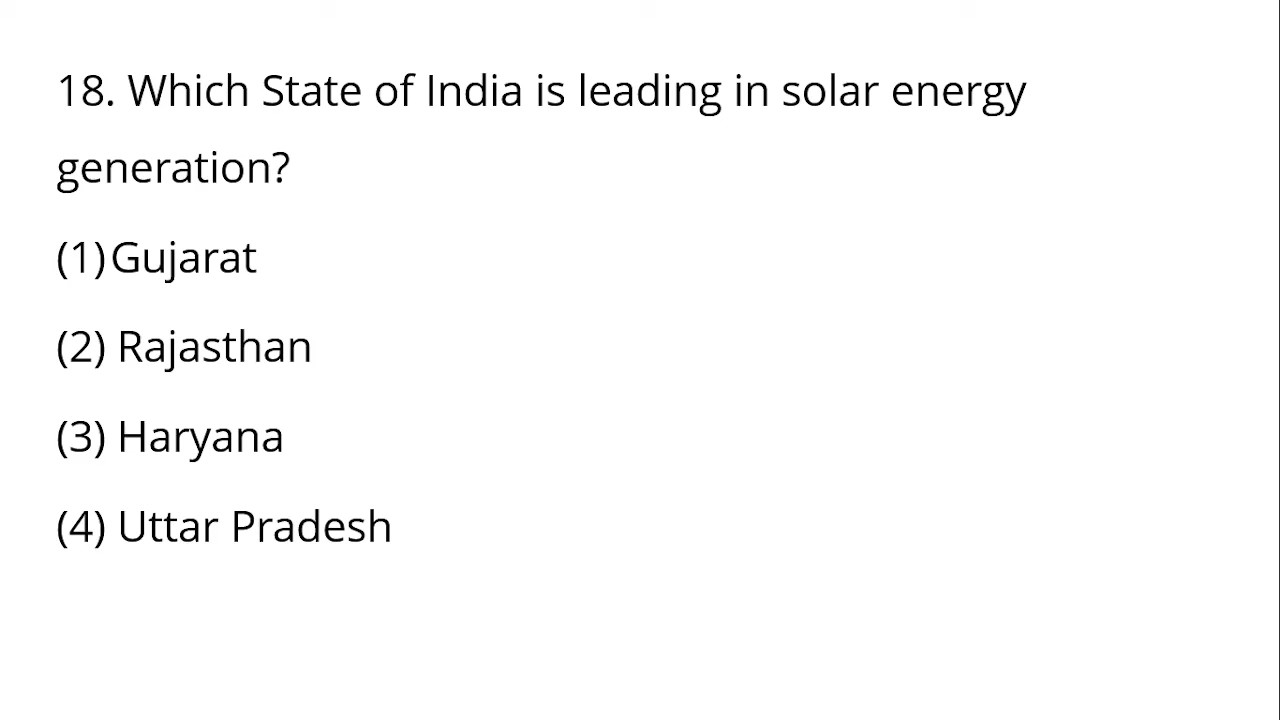 18. Which State of India is leading in solar energy
generation?
(1) Gujarat
(2) Rajasthan
(3) Haryana
(4) Uttar Pradesh